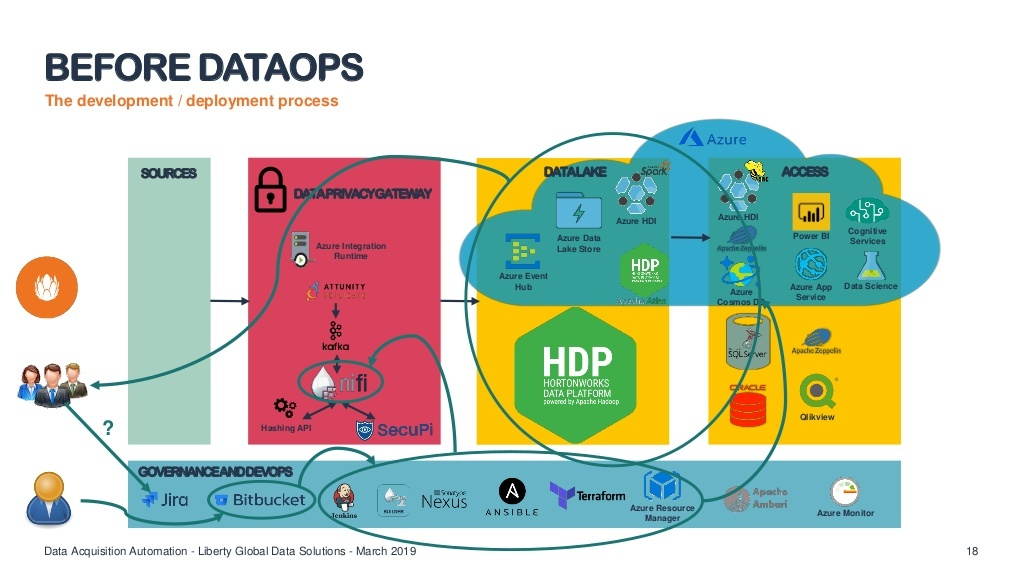 BEFORE DATAOPS
The development / deployment process
Azure
SOURCES
DATA PRIVACY GATEWAY
DATA LAKE
ACCESS
Spark
Azure HDI
Azure HDI
Azure Integration
Runtime
Azure Data
Lake Store
Azure Event
Hub
HDP
HORTONWORKS
Apache Zeppelin
Power BI
Cognitive
Services
Azure
Cosmos DB
Azure App
Service
Data Science
ATTUNITY
kafka
nifi
Hashing API
SecuPi
HDP
HORTONWORKS
DATA PLATFORM
powered by Apache Hadoop
SQL Server
Apache Zeppelin
ORACLE
Qlikview
?
GOVERNANCE AND DEVOPS
Jira
Bitbucket
Jenkins
BUILDER
Sonatype
Nexus
ANSIBLE
Terraform
Azure Resource
Manager
Apache
Ambari
Azure Monitor
Data Acquisition Automation - Liberty Global Data Solutions - March 2019
18